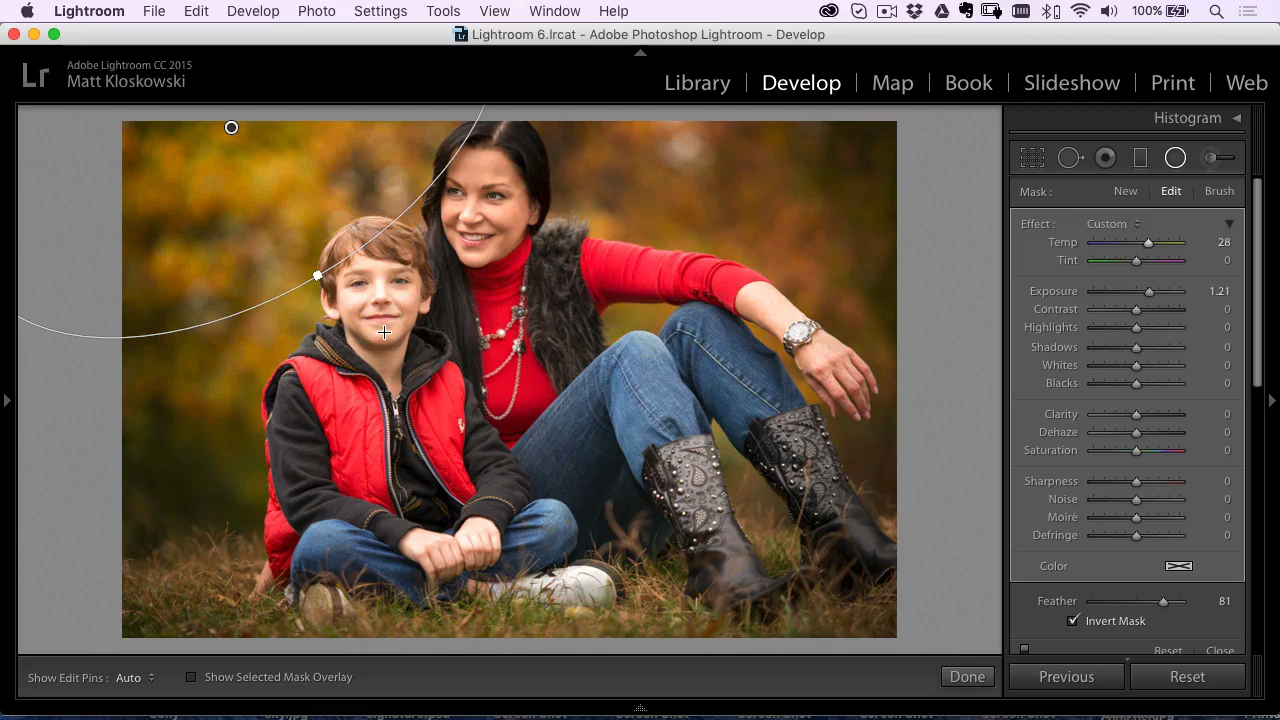 Lightroom File Edit Develop Photo Settings Tools View Window Help 100%
Lr Lightroom 6.lrcat - Adobe Photoshop Lightroom - Develop
Lr Adobe Lightroom CC 2015
Matt Kloskowski
Library Develop Map Book Slideshow Print Web
Histogram
Mask : New Edit Brush
Effect : Custom
Temp 28
Tint 0
Exposure 1.21
Contrast 0
Highlights 0
Shadows 0
Whites 0
Blacks 0
Clarity 0
Dehaze 0
Saturation 0
Sharpness 0
Noise 0
Moiré 0
Defringe 0
Color
Feather 81
Invert Mask
Reset Close
Show Edit Pins : Auto Show Selected Mask Overlay Done Previous Reset